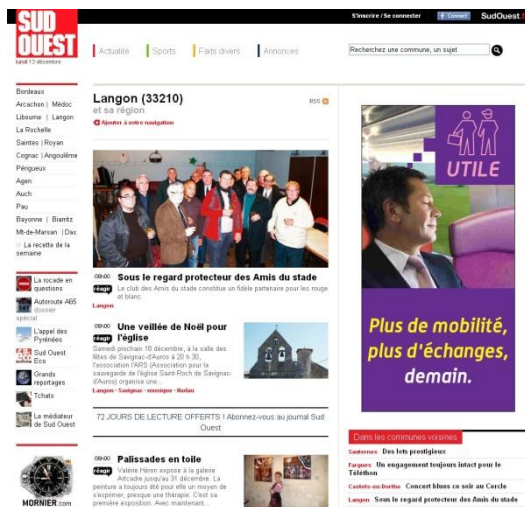 S'inscrire / Se connecter
Connect
SudOuest.
SUD
OUEST
lundi 13 décembre
Actualité
Sports
Faits divers
Annonces
Recherchez une commune, un sujet
Bordeaux
Arcachon | Médoc
Libourne | Langon
La Rochelle
Saintes | Royan
Cognac | Angoulême
Périgueux
Agen
Auch
Pau
Bayonne | Biarritz
Mt-de-Marsan | Dax
La recette de la
semaine
La rocade en
questions
Autoroute A65
dossier
spécial
L'appel des
Pyrénées
Sud Ouest
Eco
Grands
reportages
Tchats
Le médiateur
de Sud Ouest
MORNIER.com
Langon (33210)
et sa région
RSS
Ajouter à votre navigation
06h00
Sous le regard protecteur des Amis du stade
réagir
Le club des Amis du stade constitue un fidèle partenaire pour les rouge
et blanc.
Langon
06h00
Une veillée de Noël pour
l'église
réagir
Samedi prochain 18 décembre, à la salle des
fêtes de Savignac-d'Auros à 20 h 30,
l'association l'ARS (Association pour la
sauvegarde de l'église Saint-Roch de Savignac-
d'Auros) organise une...
Langon - Savignac - musique - Nadau
72 JOURS DE LECTURE OFFERTS ! Abonnez-vous au journal Sud
Ouest
06h00
Palissades en toile
réagir
Valérie Héron expose à la galerie
Artcadre jusqu'au 31 décembre. La
peinture a toujours été pour elle un moyen de
s'exprimer, presque une thérapie. C'est sa
première exposition. Avec maintenant...
UTILE
Plus de mobilité,
plus d'échanges,
demain.
Dans les communes voisines
Sauternes Des lots prestigieux
Fargues Un engagement toujours intact pour le
Téléthon
Castets-en-Dorthe Concert blues ce soir au Cercle
Langon Sous le regard protecteur des Amis du stade